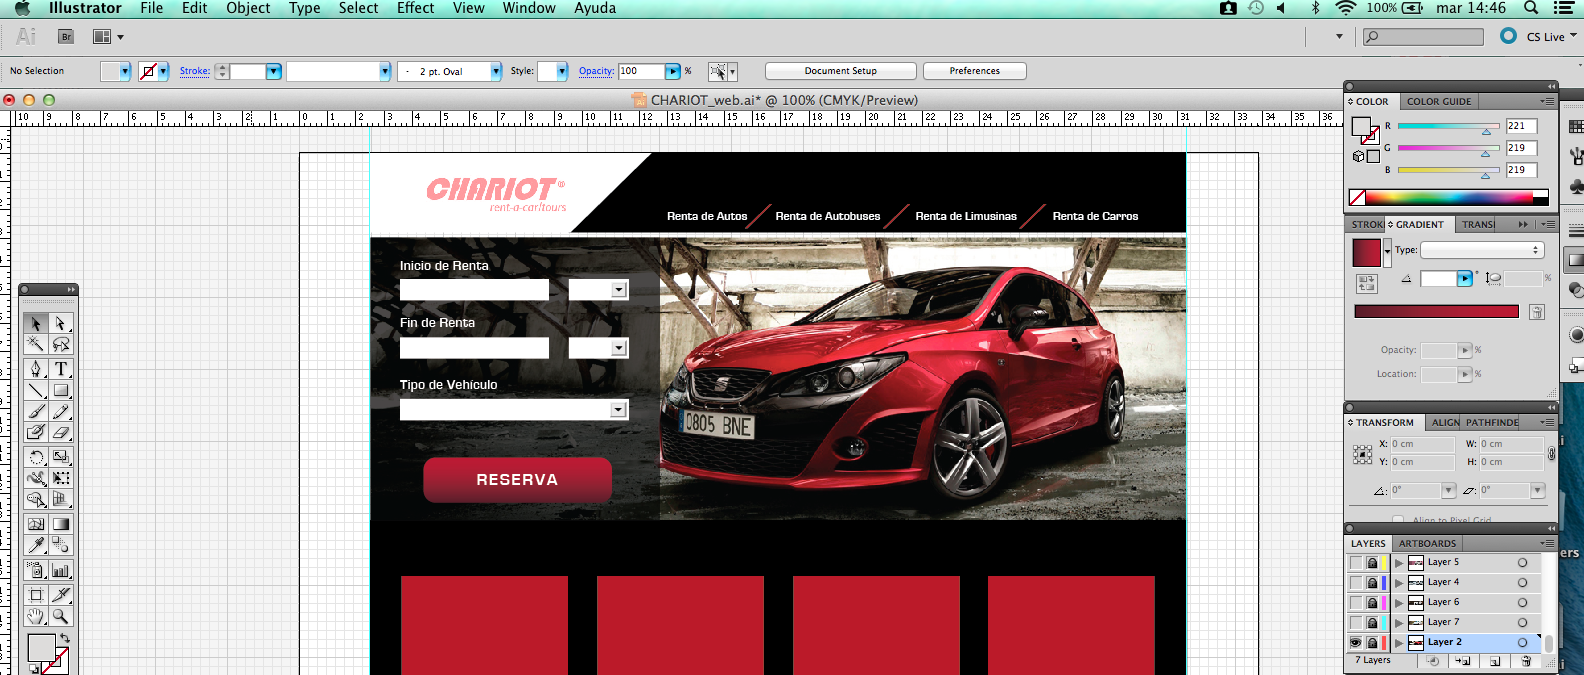 Illustrator File Edit Object Type Select Effect View Window Ayuda 100% mar 14:46
Ai Br CS Live
No Selection Stroke: 2 pt. Oval Style: Opacity: 100 % Document Setup Preferences
CHARIOT_web.ai* @ 100% (CMYK/Preview)
10 9 8 7 6 5 4 3 2 1 0 1 2 3 4 5 6 7 8 9 10 11 12 13 14 15 16 17 18 19 20 21 22 23 24 25 26 27 28 29 30 31 32 33 34 35 36
CHARIOT®
rent-a-car/tours
Renta de Autos Renta de Autobuses Renta de Limusinas Renta de Carros
Inicio de Renta
Fin de Renta
Tipo de Vehículo
RESERVA
0805 BNE
COLOR COLOR GUIDE
R 221
G 219
B 219
STROK GRADIENT TRANSI
Type:
°
%
Opacity: %
Location: %
TRANSFORM ALIGN PATHFINDE
X: 0 cm W: 0 cm
Y: 0 cm H: 0 cm
0° 0°
Align to Pixel Grid
LAYERS ARTBOARDS
Layer 5
Layer 4
Layer 6
Layer 7
Layer 2
7 Layers